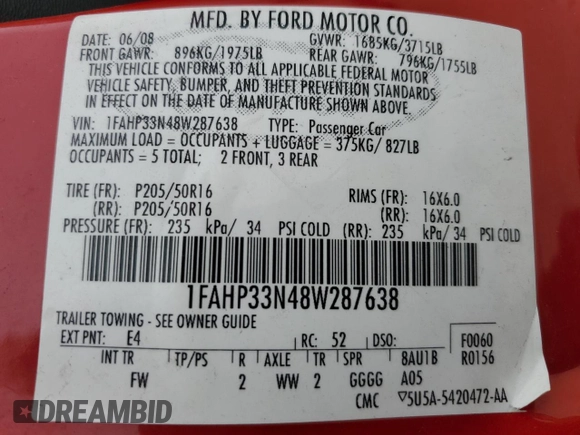 MFD. BY FORD MOTOR CO.
DATE: 06/08 GVWR: 1685KG/3715LB
FRONT GAWR: 896KG/1975LB REAR GAWR: 796KG/1755LB
THIS VEHICLE CONFORMS TO ALL APPLICABLE FEDERAL MOTOR
VEHICLE SAFETY, BUMPER, AND THEFT PREVENTION STANDARDS
IN EFFECT ON THE DATE OF MANUFACTURE SHOWN ABOVE.
VIN: 1FAHP33N48W287638 TYPE: Passenger Car
MAXIMUM LOAD = OCCUPANTS + LUGGAGE = 375KG/ 827LB
OCCUPANTS = 5 TOTAL; 2 FRONT, 3 REAR
TIRE (FR): P205/50R16 RIMS (FR): 16X6.0
(RR): P205/50R16 (RR): 16X6.0
PRESSURE (FR): 235 kPa/ 34 PSI COLD (RR): 235 kPa/ 34 PSI COLD
1FAHP33N48W287638
TRAILER TOWING - SEE OWNER GUIDE
EXT PNT: E4 RC: 52 DSO: F0060
INT TR TP/PS R AXLE TR SPR 8AU1B R0156
FW 2 WW 2 GGGG A05
CMC ▽5U5A-5420472-AA
DREAMBID